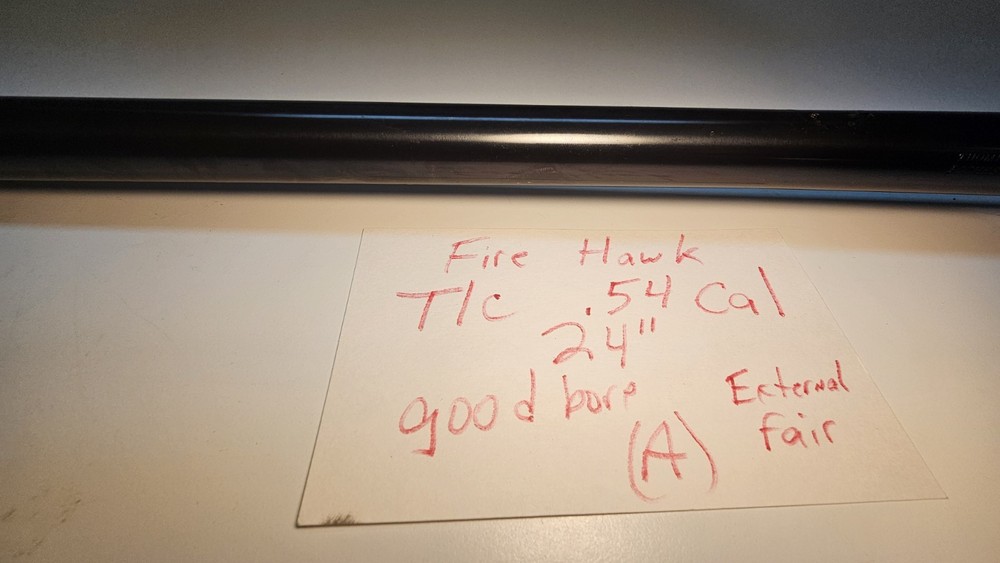 Fire Hawk
T/C .54 Cal
24"
good bore
External
fair
(A)